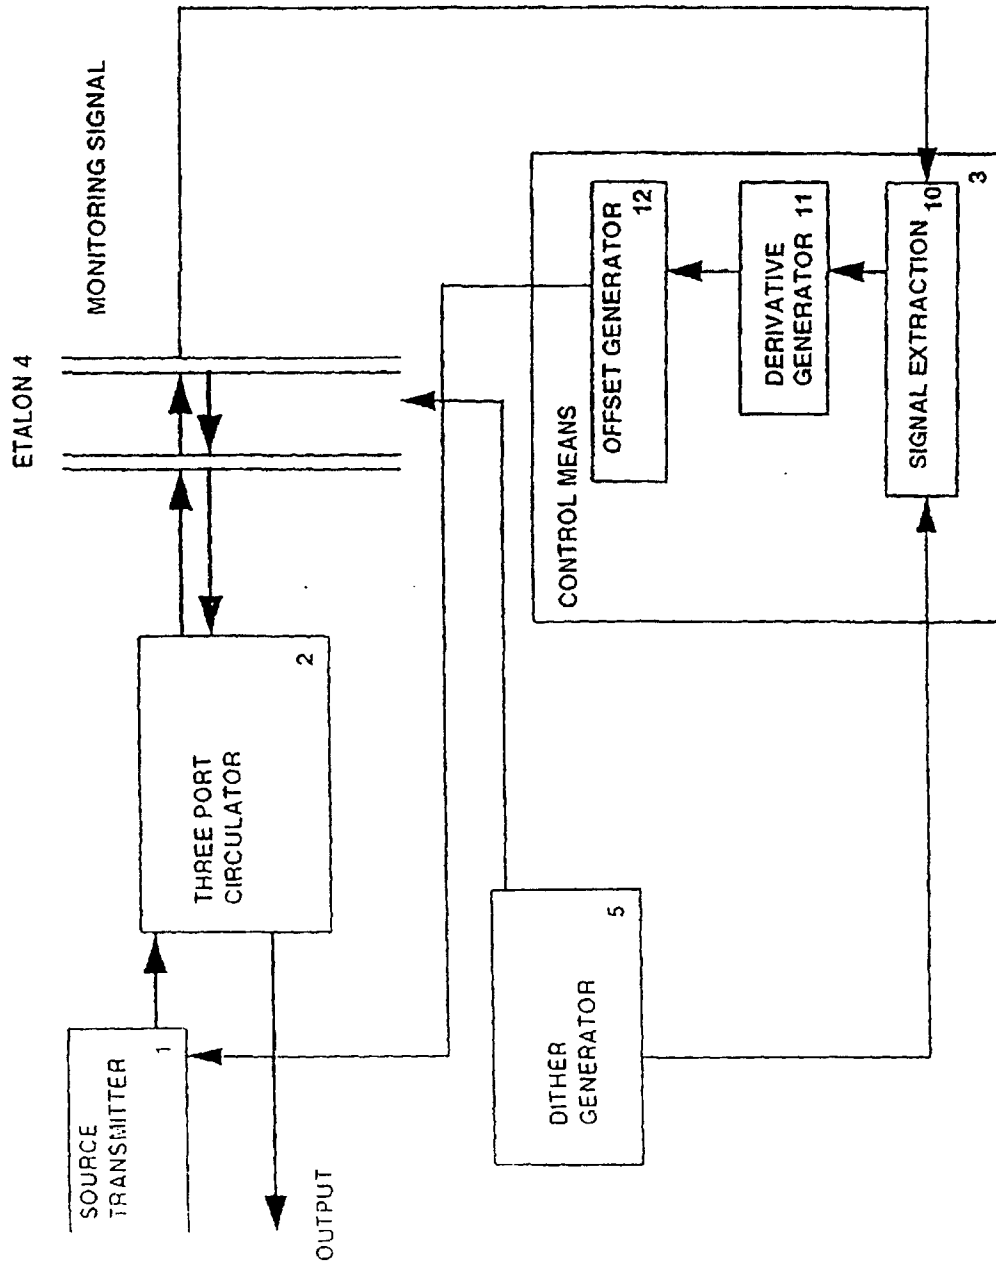 SOURCE
TRANSMITTER
1
OUTPUT
THREE PORT
CIRCULATOR
2
ETALON 4
MONITORING SIGNAL
DITHER
GENERATOR
5
CONTROL MEANS
OFFSET GENERATOR
12
DERIVATIVE
GENERATOR 11
SIGNAL EXTRACTION
10
3